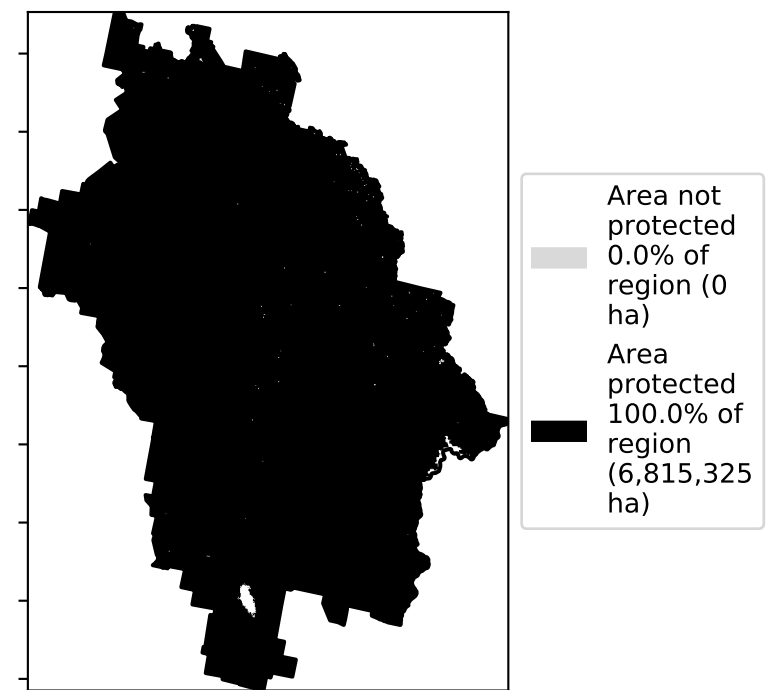 Area not
protected
0.0% of
region (0
ha)
Area
protected
100.0% of
region
(6,815,325
ha)